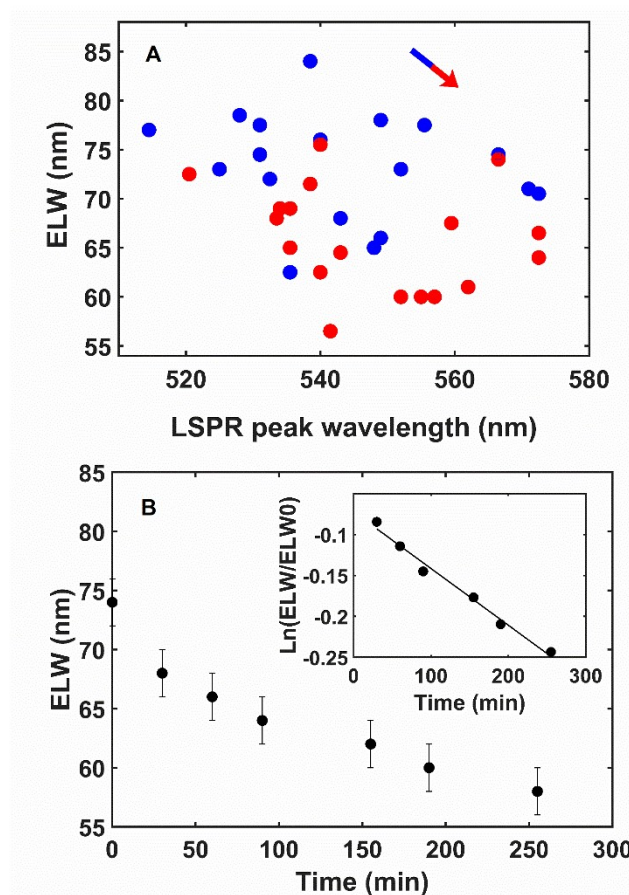 A
85
80
75
70
65
60
55
ELW (nm)
520 540 560 580
LSPR peak wavelength (nm)
B
85
80
75
70
65
60
55
ELW (nm)
0 50 100 150 200 250 300
Time (min)
-0.1
-0.15
-0.2
-0.25
Ln(ELW/ELW0)
0 100 200 300
Time (min)